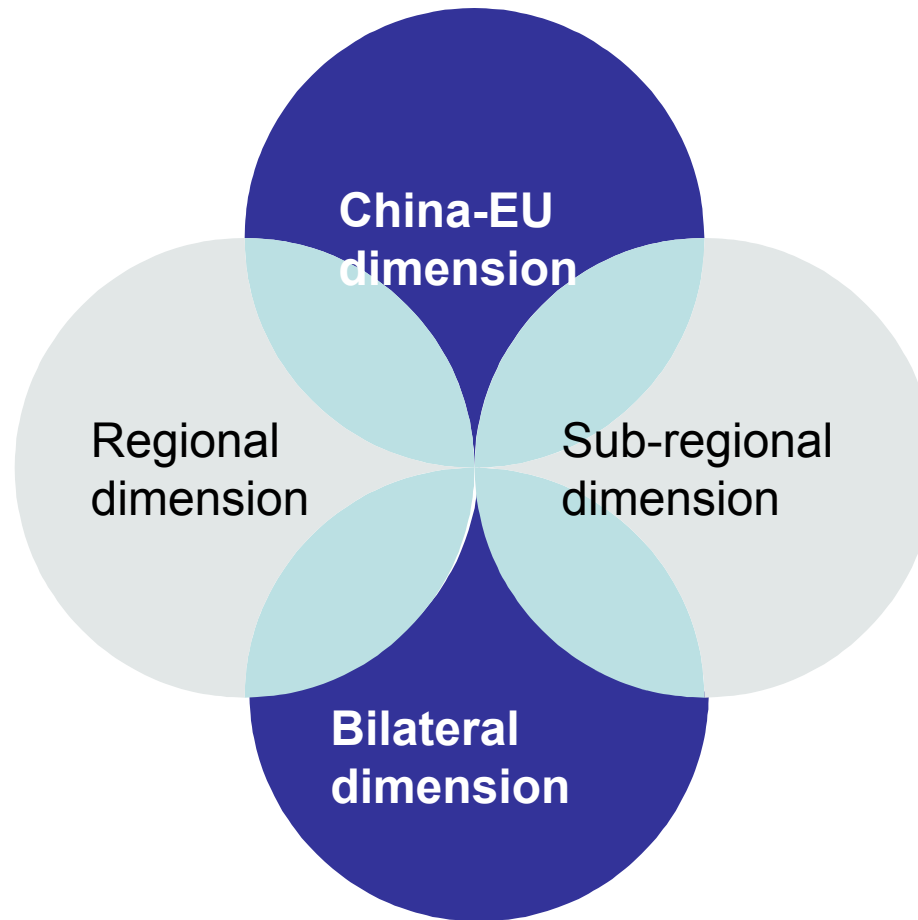 China-EU
dimension
Regional
dimension
Sub-regional
dimension
Bilateral
dimension